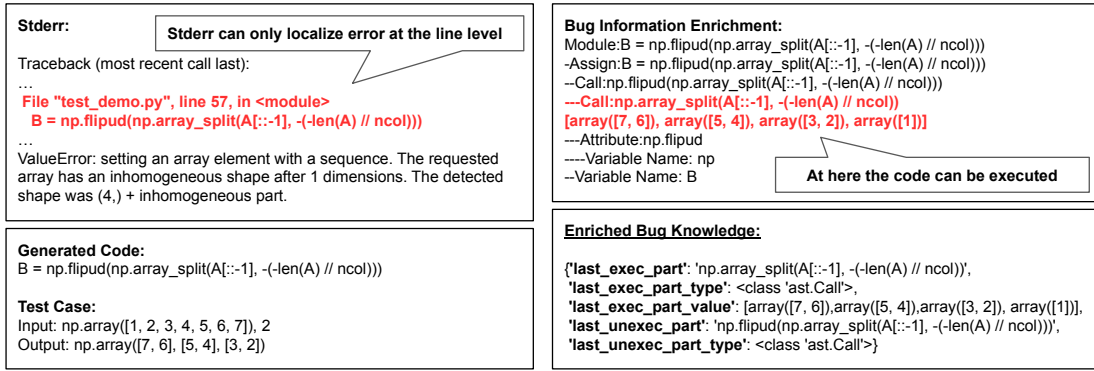 Stderr:
Stderr can only localize error at the line level
Traceback (most recent call last):
…
File "test_demo.py", line 57, in <module>
B = np.flipud(np.array_split(A[::-1], -(-len(A) // ncol)))
…
ValueError: setting an array element with a sequence. The requested
array has an inhomogeneous shape after 1 dimensions. The detected
shape was (4,) + inhomogeneous part.
Generated Code:
B = np.flipud(np.array_split(A[::-1], -(-len(A) // ncol)))
Test Case:
Input: np.array([1, 2, 3, 4, 5, 6, 7]), 2
Output: np.array([7, 6], [5, 4], [3, 2])
Bug Information Enrichment:
Module:B = np.flipud(np.array_split(A[::-1], -(-len(A) // ncol)))
-Assign:B = np.flipud(np.array_split(A[::-1], -(-len(A) // ncol)))
--Call:np.flipud(np.array_split(A[::-1], -(-len(A) // ncol)))
---Call:np.array_split(A[::-1], -(-len(A) // ncol))
[array([7, 6]), array([5, 4]), array([3, 2]), array([1])]
---Attribute:np.flipud
----Variable Name: np
--Variable Name: B
At here the code can be executed
Enriched Bug Knowledge:
{'last_exec_part': 'np.array_split(A[::-1], -(-len(A) // ncol))',
'last_exec_part_type': <class 'ast.Call'>,
'last_exec_part_value': [array([7, 6]),array([5, 4]),array([3, 2]), array([1])],
'last_unexec_part': 'np.flipud(np.array_split(A[::-1], -(-len(A) // ncol)))',
'last_unexec_part_type': <class 'ast.Call'>}